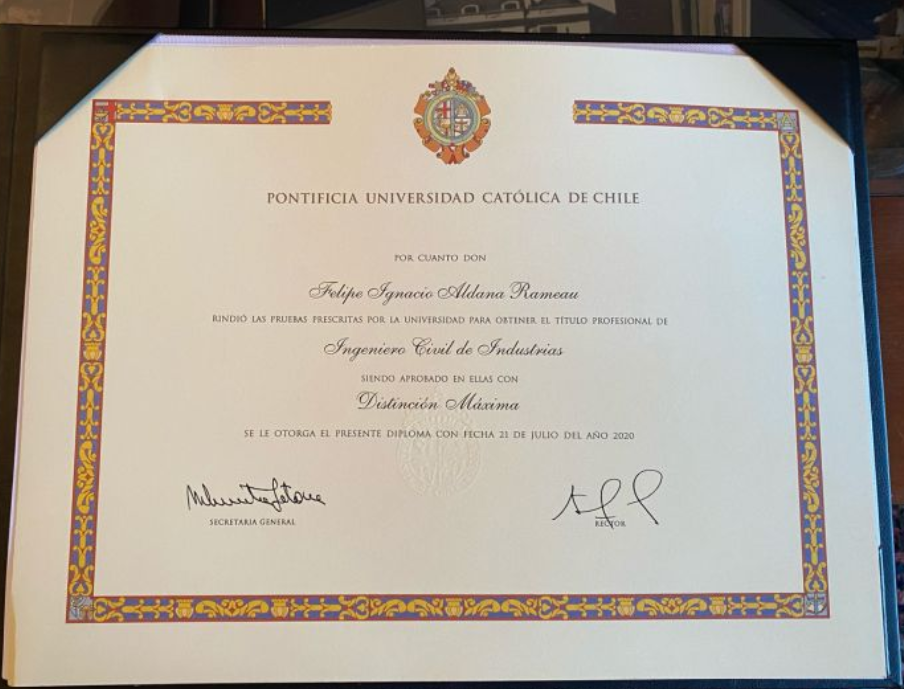 PONTIFICIA UNIVERSIDAD CATÓLICA DE CHILE
POR CUANTO DON
Felipe Ignacio Aldana Rameau
RINDIÓ LAS PRUEBAS PRESCRITAS POR LA UNIVERSIDAD PARA OBTENER EL TÍTULO PROFESIONAL DE
Ingeniero Civil de Industrias
SIENDO APROBADO EN ELLAS CON
Distinción Máxima
SE LE OTORGA EL PRESENTE DIPLOMA CON FECHA 21 DE JULIO DEL AÑO 2020
SECRETARIA GENERAL
RECTOR